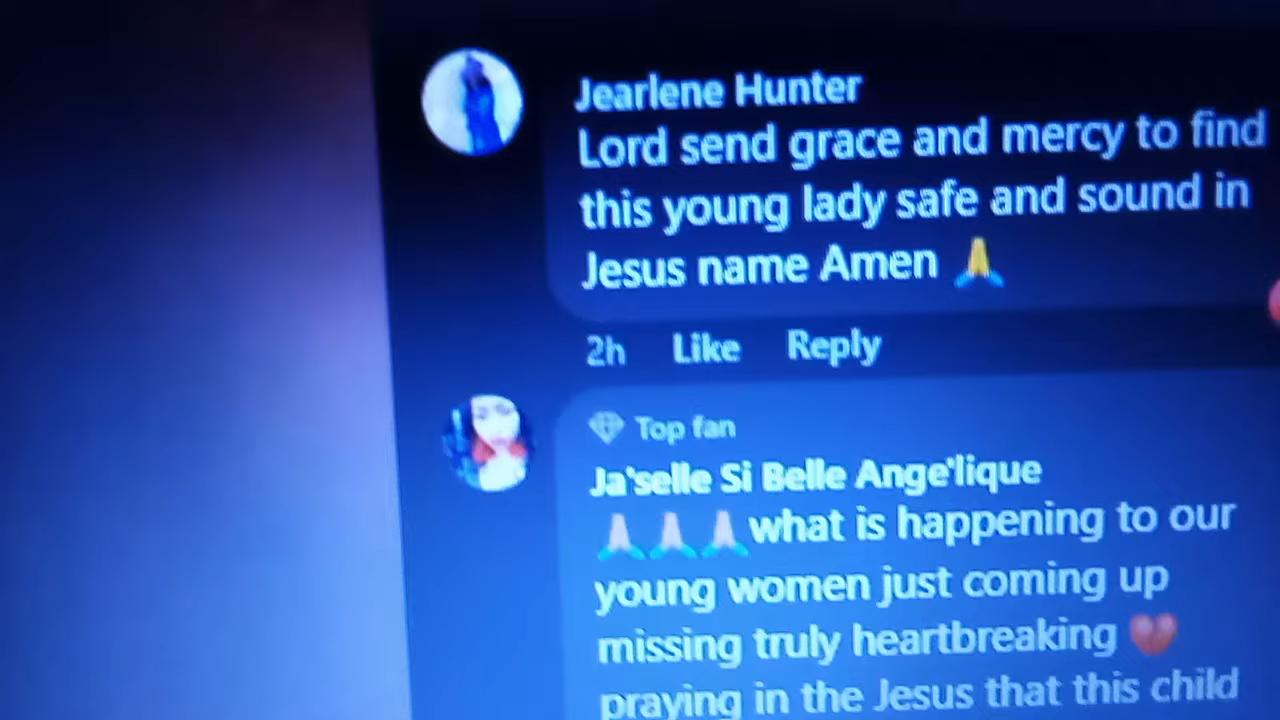 Jearlene Hunter
Lord send grace and mercy to find
this young lady safe and sound in
Jesus name Amen 🙏
2h Like Reply
Top fan
Ja'selle Si Belle Ange'lique
🙏🙏🙏what is happening to our
young women just coming up
missing truly heartbreaking 💔
praying in the Jesus that this child